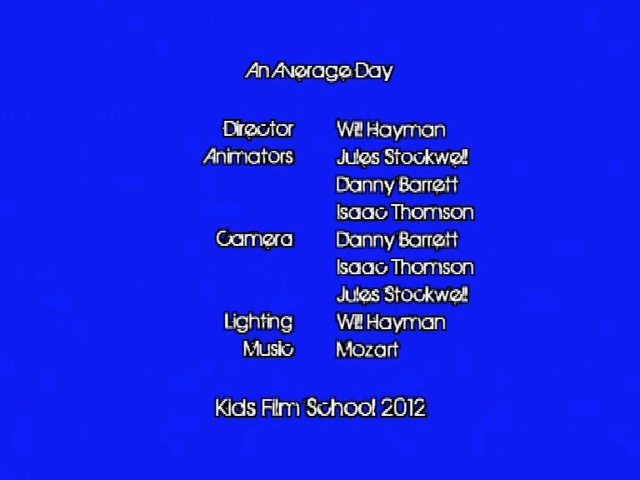 An Average Day
Director Will Hayman
Animators Jules Stockwell
Danny Barrett
Isaac Thomson
Camera Danny Barrett
Isaac Thomson
Jules Stockwell
Lighting Will Hayman
Music Mozart
Kids Film School 2012